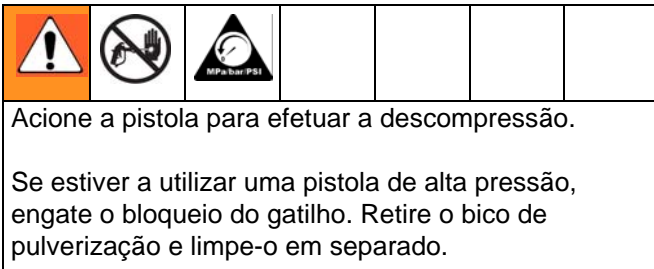 MPa/bar/PSI
Acione a pistola para efetuar a descompressão.
Se estiver a utilizar uma pistola de alta pressão,
engate o bloqueio do gatilho. Retire o bico de
pulverização e limpe-o em separado.